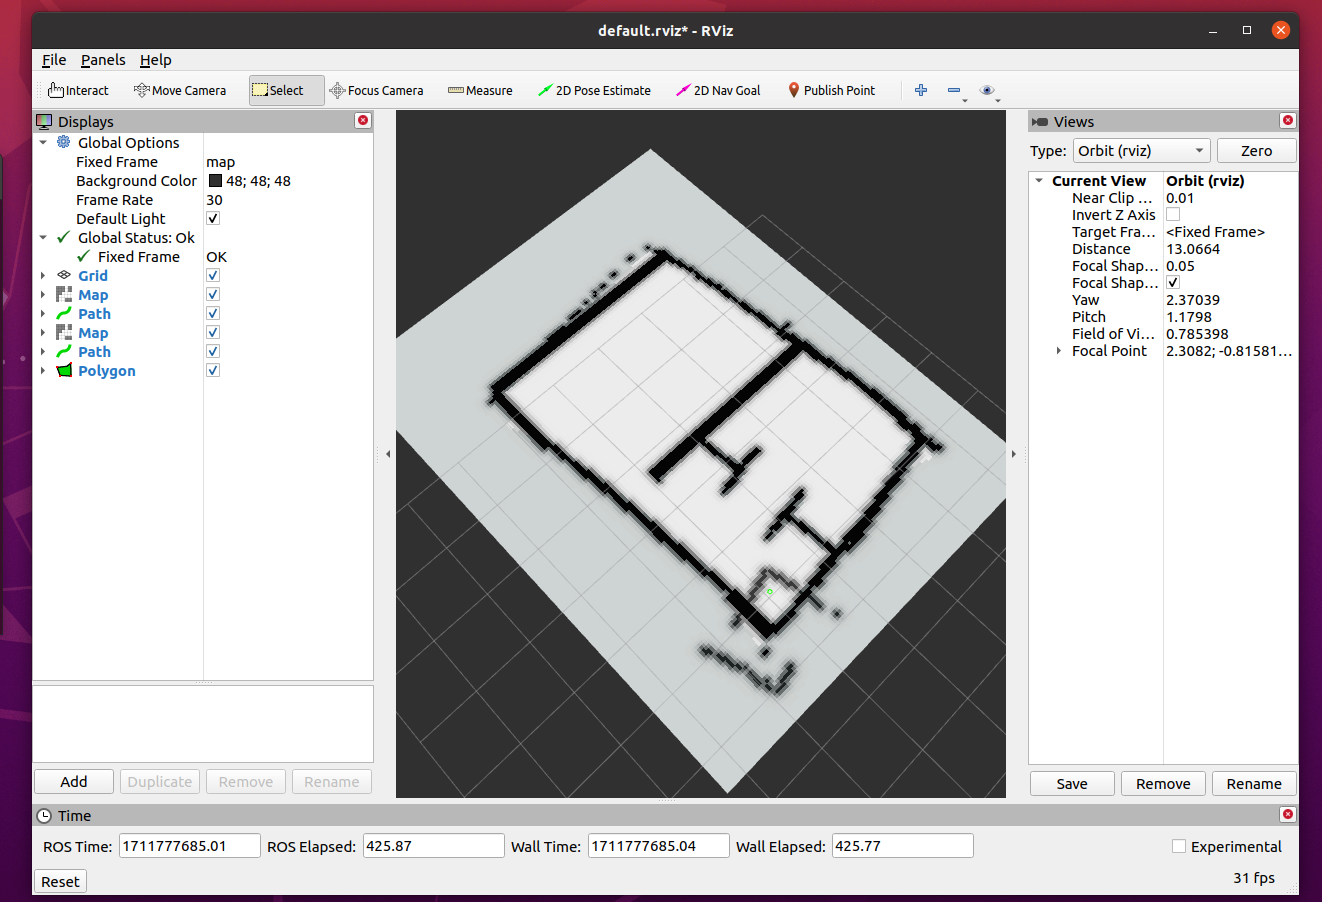 default.rviz* - RViz
File Panels Help
Interact Move Camera Select Focus Camera Measure 2D Pose Estimate 2D Nav Goal Publish Point
Displays
Global Options
Fixed Frame map
Background Color 48; 48; 48
Frame Rate 30
Default Light
Global Status: Ok
Fixed Frame OK
Grid
Map
Path
Map
Path
Polygon
Add Duplicate Remove Rename
Views
Type: Orbit (rviz) Zero
Current View Orbit (rviz)
Near Clip ... 0.01
Invert Z Axis
Target Fra... <Fixed Frame>
Distance 13.0664
Focal Shap... 0.05
Focal Shap...
Yaw 2.37039
Pitch 1.1798
Field of Vi... 0.785398
Focal Point 2.3082; -0.81581...
Save Remove Rename
Time
ROS Time: 1711777685.01 ROS Elapsed: 425.87 Wall Time: 1711777685.04 Wall Elapsed: 425.77 Experimental
Reset 31 fps